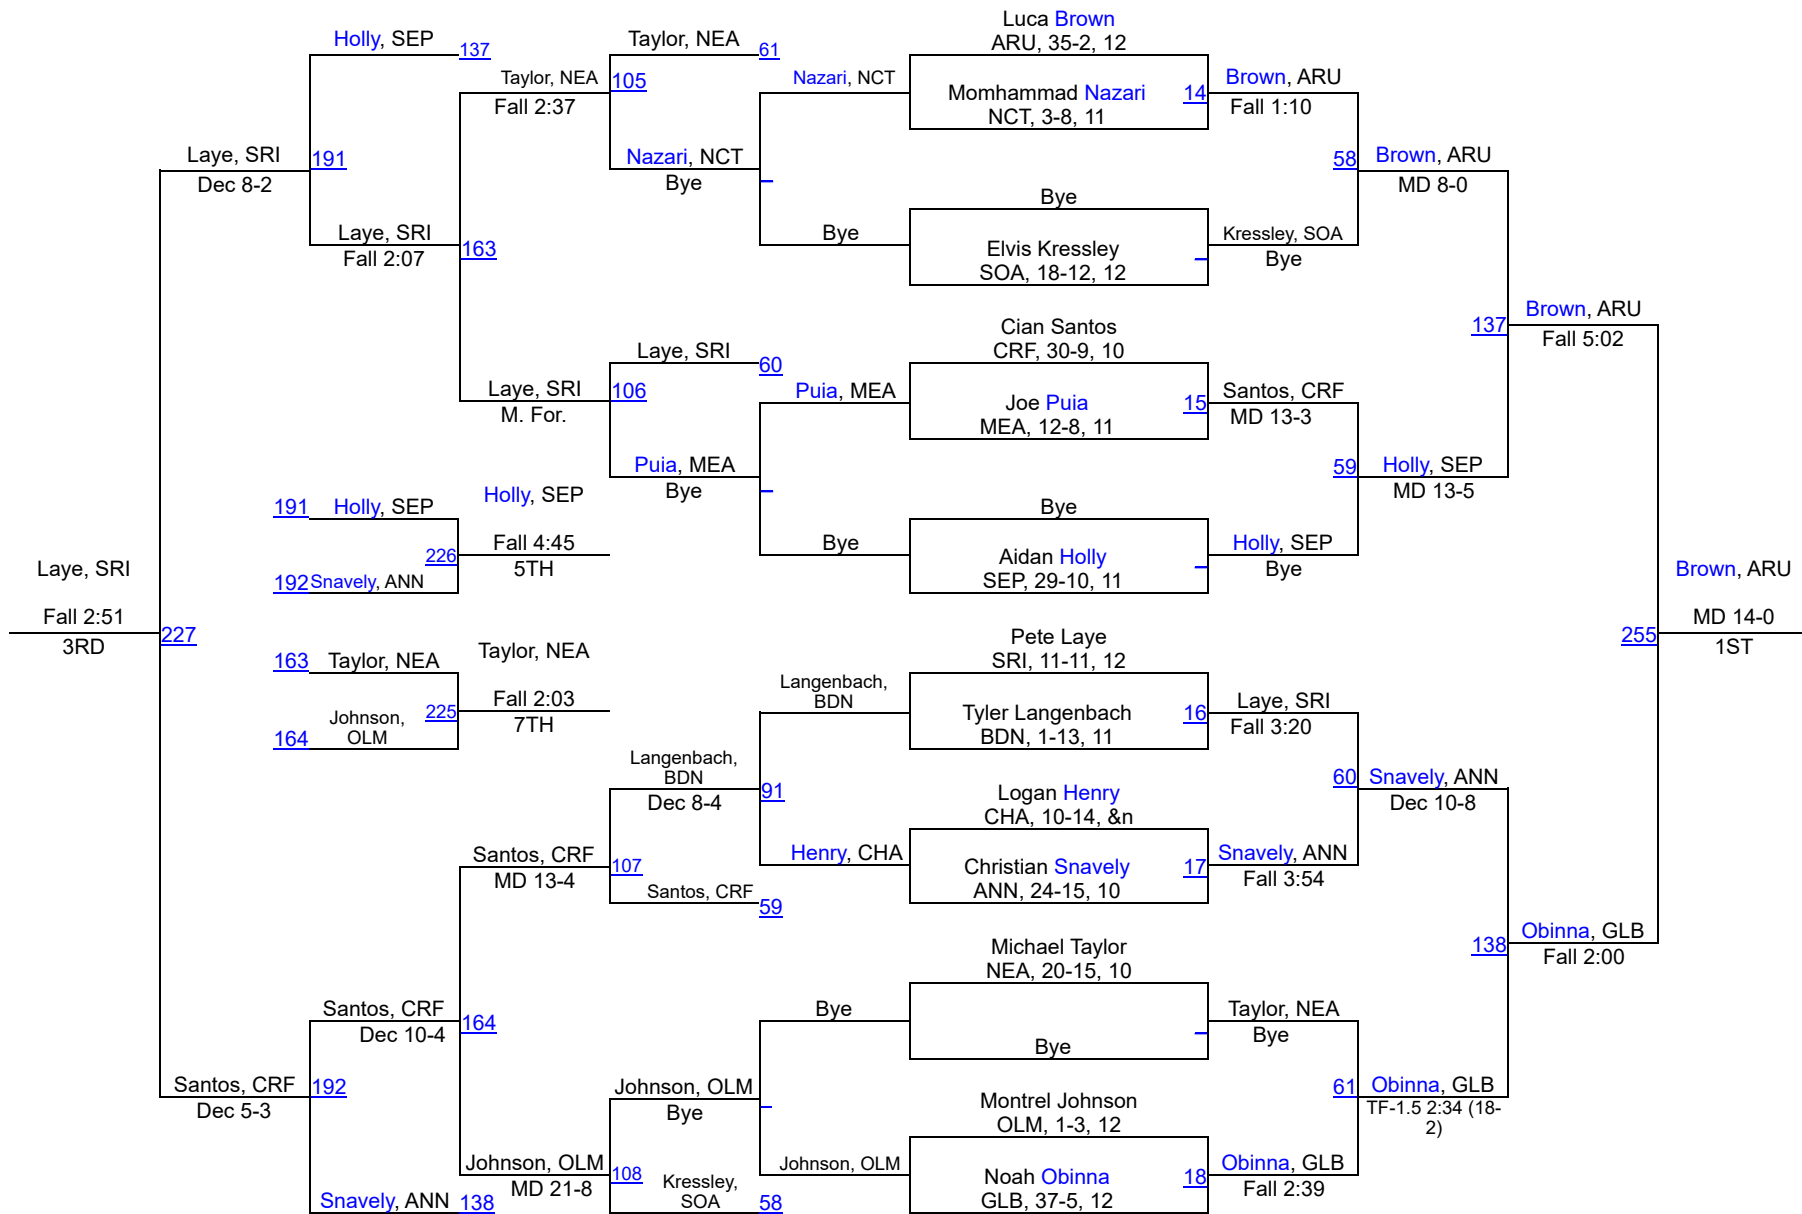 Luca Brown
ARU, 35-2, 12
Holly, SEP
137
Taylor, NEA
61
Taylor, NEA
105
Fall 2:37
Nazari, NCT
Momhammad Nazari
NCT, 3-8, 11
14
Brown, ARU
Fall 1:10
Laye, SRI
Dec 8-2
191
Nazari, NCT
Bye
58
Brown, ARU
MD 8-0
Bye
Laye, SRI
Fall 2:07
163
Bye
Elvis Kressley
SOA, 18-12, 12
Kressley, SOA
Bye
Cian Santos
CRF, 30-9, 10
137
Brown, ARU
Fall 5:02
Laye, SRI
60
Laye, SRI
M. For.
106
Puia, MEA
Joe Puia
MEA, 12-8, 11
15
Santos, CRF
MD 13-3
Puia, MEA
Bye
59
Holly, SEP
MD 13-5
191
Holly, SEP
Holly, SEP
Bye
226
Fall 4:45
5TH
Bye
Aidan Holly
SEP, 29-10, 11
Holly, SEP
Bye
192
Snavely, ANN
Laye, SRI
Fall 2:51
3RD
227
Brown, ARU
MD 14-0
1ST
255
163
Taylor, NEA
Taylor, NEA
Pete Laye
SRI, 11-11, 12
225
Fall 2:03
7TH
Langenbach,
BDN
Tyler Langenbach
BDN, 1-13, 11
16
Laye, SRI
Fall 3:20
164
Johnson,
OLM
Langenbach,
BDN
Dec 8-4
91
Logan Henry
CHA, 10-14, &n
60
Snavely, ANN
Dec 10-8
Santos, CRF
MD 13-4
107
Henry, CHA
Christian Snavely
ANN, 24-15, 10
17
Snavely, ANN
Fall 3:54
Santos, CRF
59
Michael Taylor
NEA, 20-15, 10
138
Obinna, GLB
Fall 2:00
Santos, CRF
Dec 10-4
164
Bye
Bye
Taylor, NEA
Bye
Santos, CRF
Dec 5-3
192
Johnson, OLM
Bye
Montrel Johnson
OLM, 1-3, 12
61
Obinna, GLB
TF-1.5 2:34 (18-
2)
Johnson, OLM
MD 21-8
108
Kressley,
SOA
58
Johnson, OLM
Noah Obinna
GLB, 37-5, 12
18
Obinna, GLB
Fall 2:39
Snavely, ANN
138